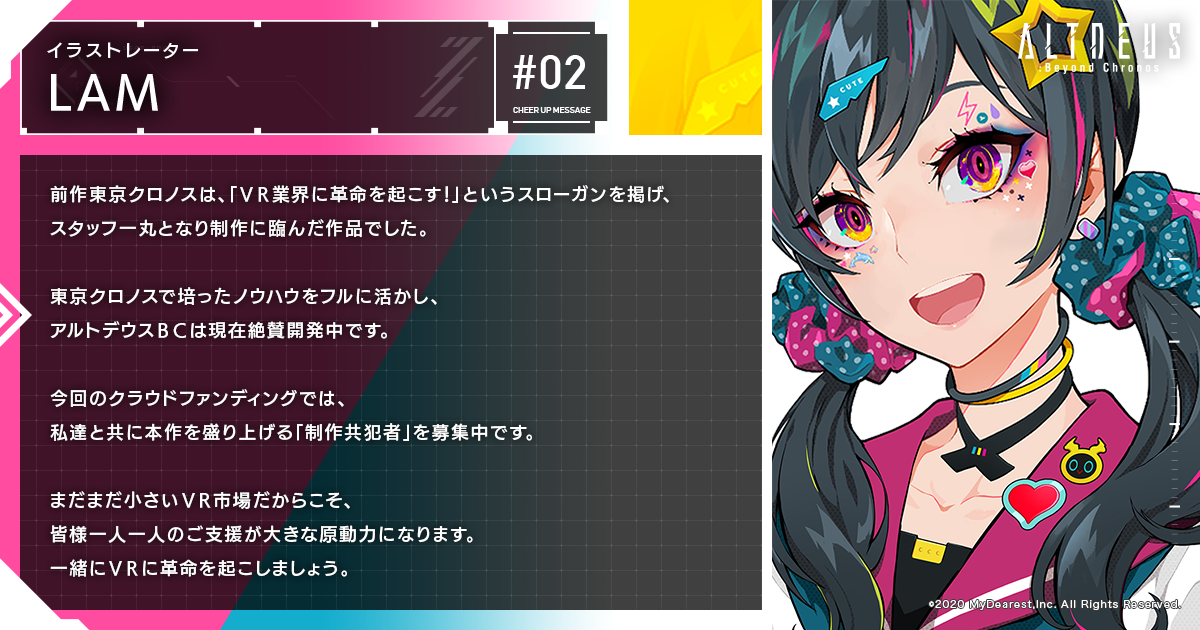 イラストレーター
LAM
#02
CHEER UP MESSAGE
CUTE
CUTE
ALTDEUS
:Beyond Chronos
前作東京クロノスは、「ＶＲ業界に革命を起こす！」というスローガンを掲げ、
スタッフ一丸となり制作に臨んだ作品でした。
東京クロノスで培ったノウハウをフルに活かし、
アルトデウスＢＣは現在絶賛開発中です。
今回のクラウドファンディングでは、
私達と共に本作を盛り上げる「制作共犯者」を募集中です。
まだまだ小さいＶＲ市場だからこそ、
皆様一人一人のご支援が大きな原動力になります。
一緒にＶＲに革命を起こしましょう。
©2020 MyDearest,Inc. All Rights Reserved.